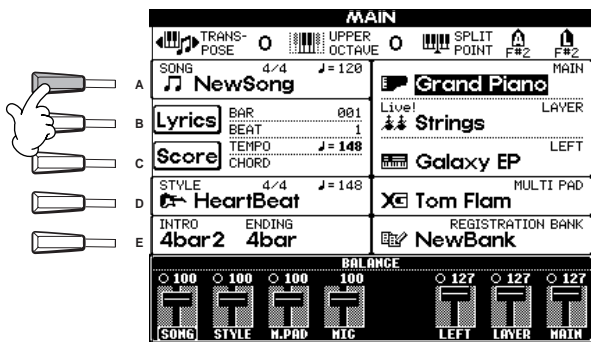 MAIN
TRANS-
POSE 0
UPPER
OCTAVE 0
SPLIT
POINT
A
F#2
L
F#2
A
SONG 4/4 ♩=120
NewSong
MAIN
Grand Piano
B
Lyrics
BAR 001
BEAT 1
Live! LAYER
Strings
C
Score
TEMPO ♩=148
CHORD
LEFT
Galaxy EP
D
STYLE 4/4 ♩=148
HeartBeat
MULTI PAD
XG Tom Flam
E
INTRO ENDING
4bar2 4bar
REGISTRATION BANK
NewBank
BALANCE
100 100 100 100 127 127 127
SONG STYLE M.PAD MIC LEFT LAYER MAIN